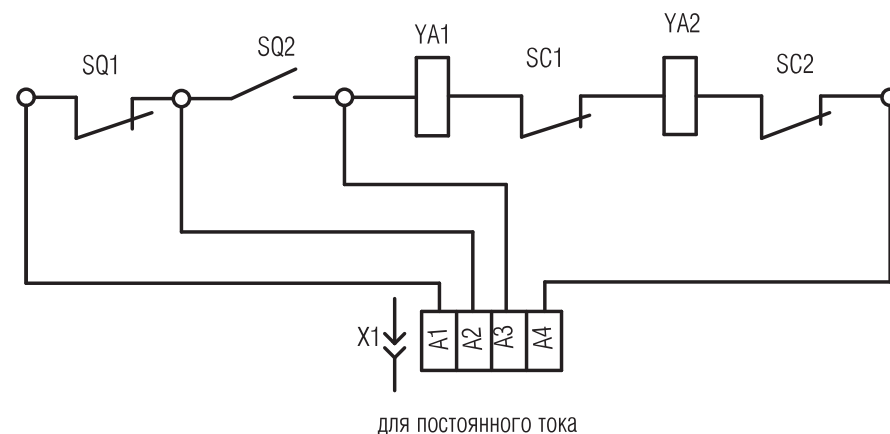 SQ1
SQ2
YA1
SC1
YA2
SC2
X1
A1
A2
A3
A4
для постоянного тока